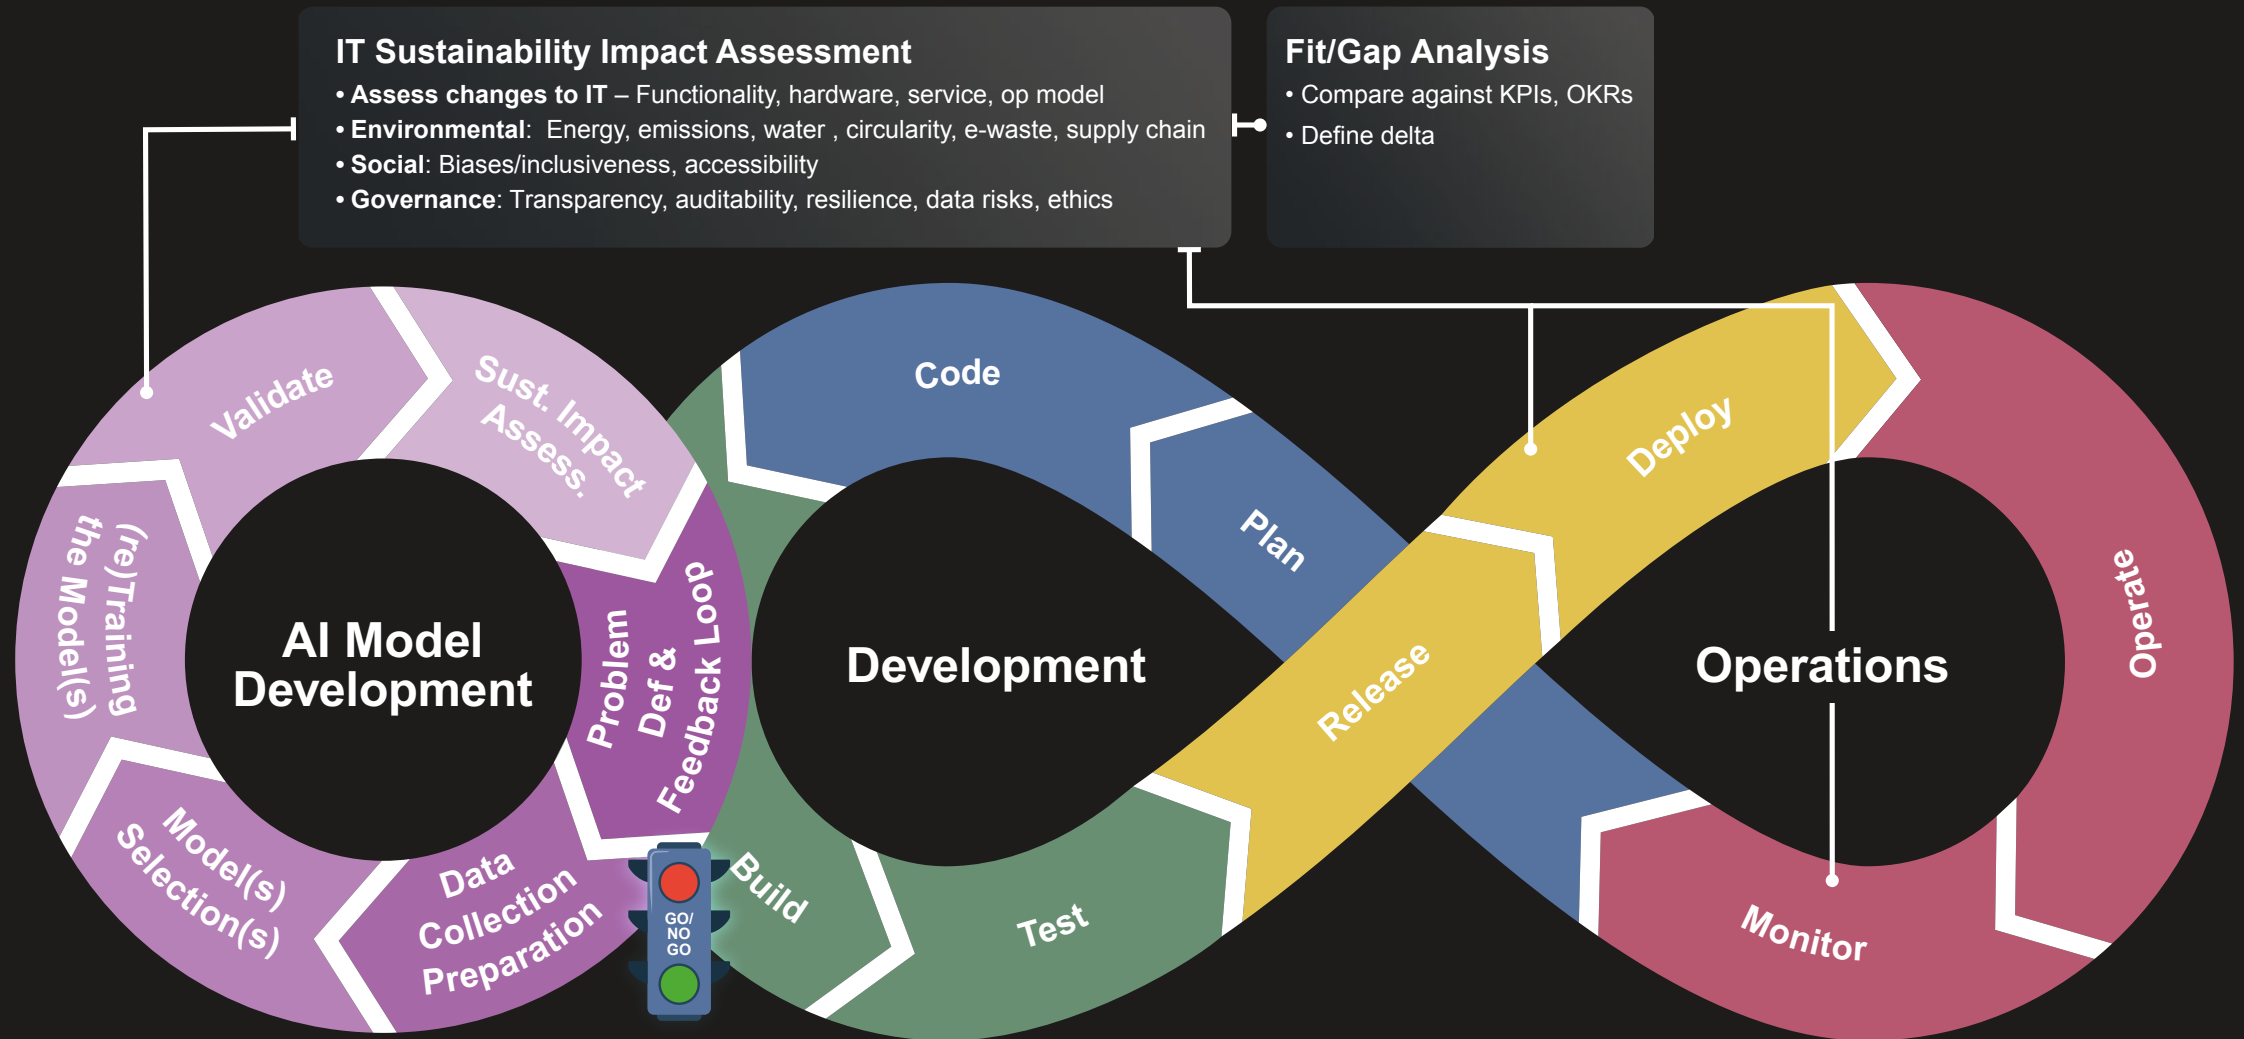 IT Sustainability Impact Assessment
• Assess changes to IT – Functionality, hardware, service, op model
• Environmental:  Energy, emissions, water , circularity, e-waste, supply chain
• Social: Biases/inclusiveness, accessibility
• Governance: Transparency, auditability, resilience, data risks, ethics
Fit/Gap Analysis
• Compare against KPIs, OKRs
• Define delta
Validate
Sust. Impact
Assess.
(re)Training
the Model(s)
AI Model
Development
Problem
Def &
Feedback Loop
Model(s)
Selection(s)
Data
Collection
Preparation
GO/
NO
GO
Code
Plan
Development
Build
Test
Release
Deploy
Operations
Operate
Monitor